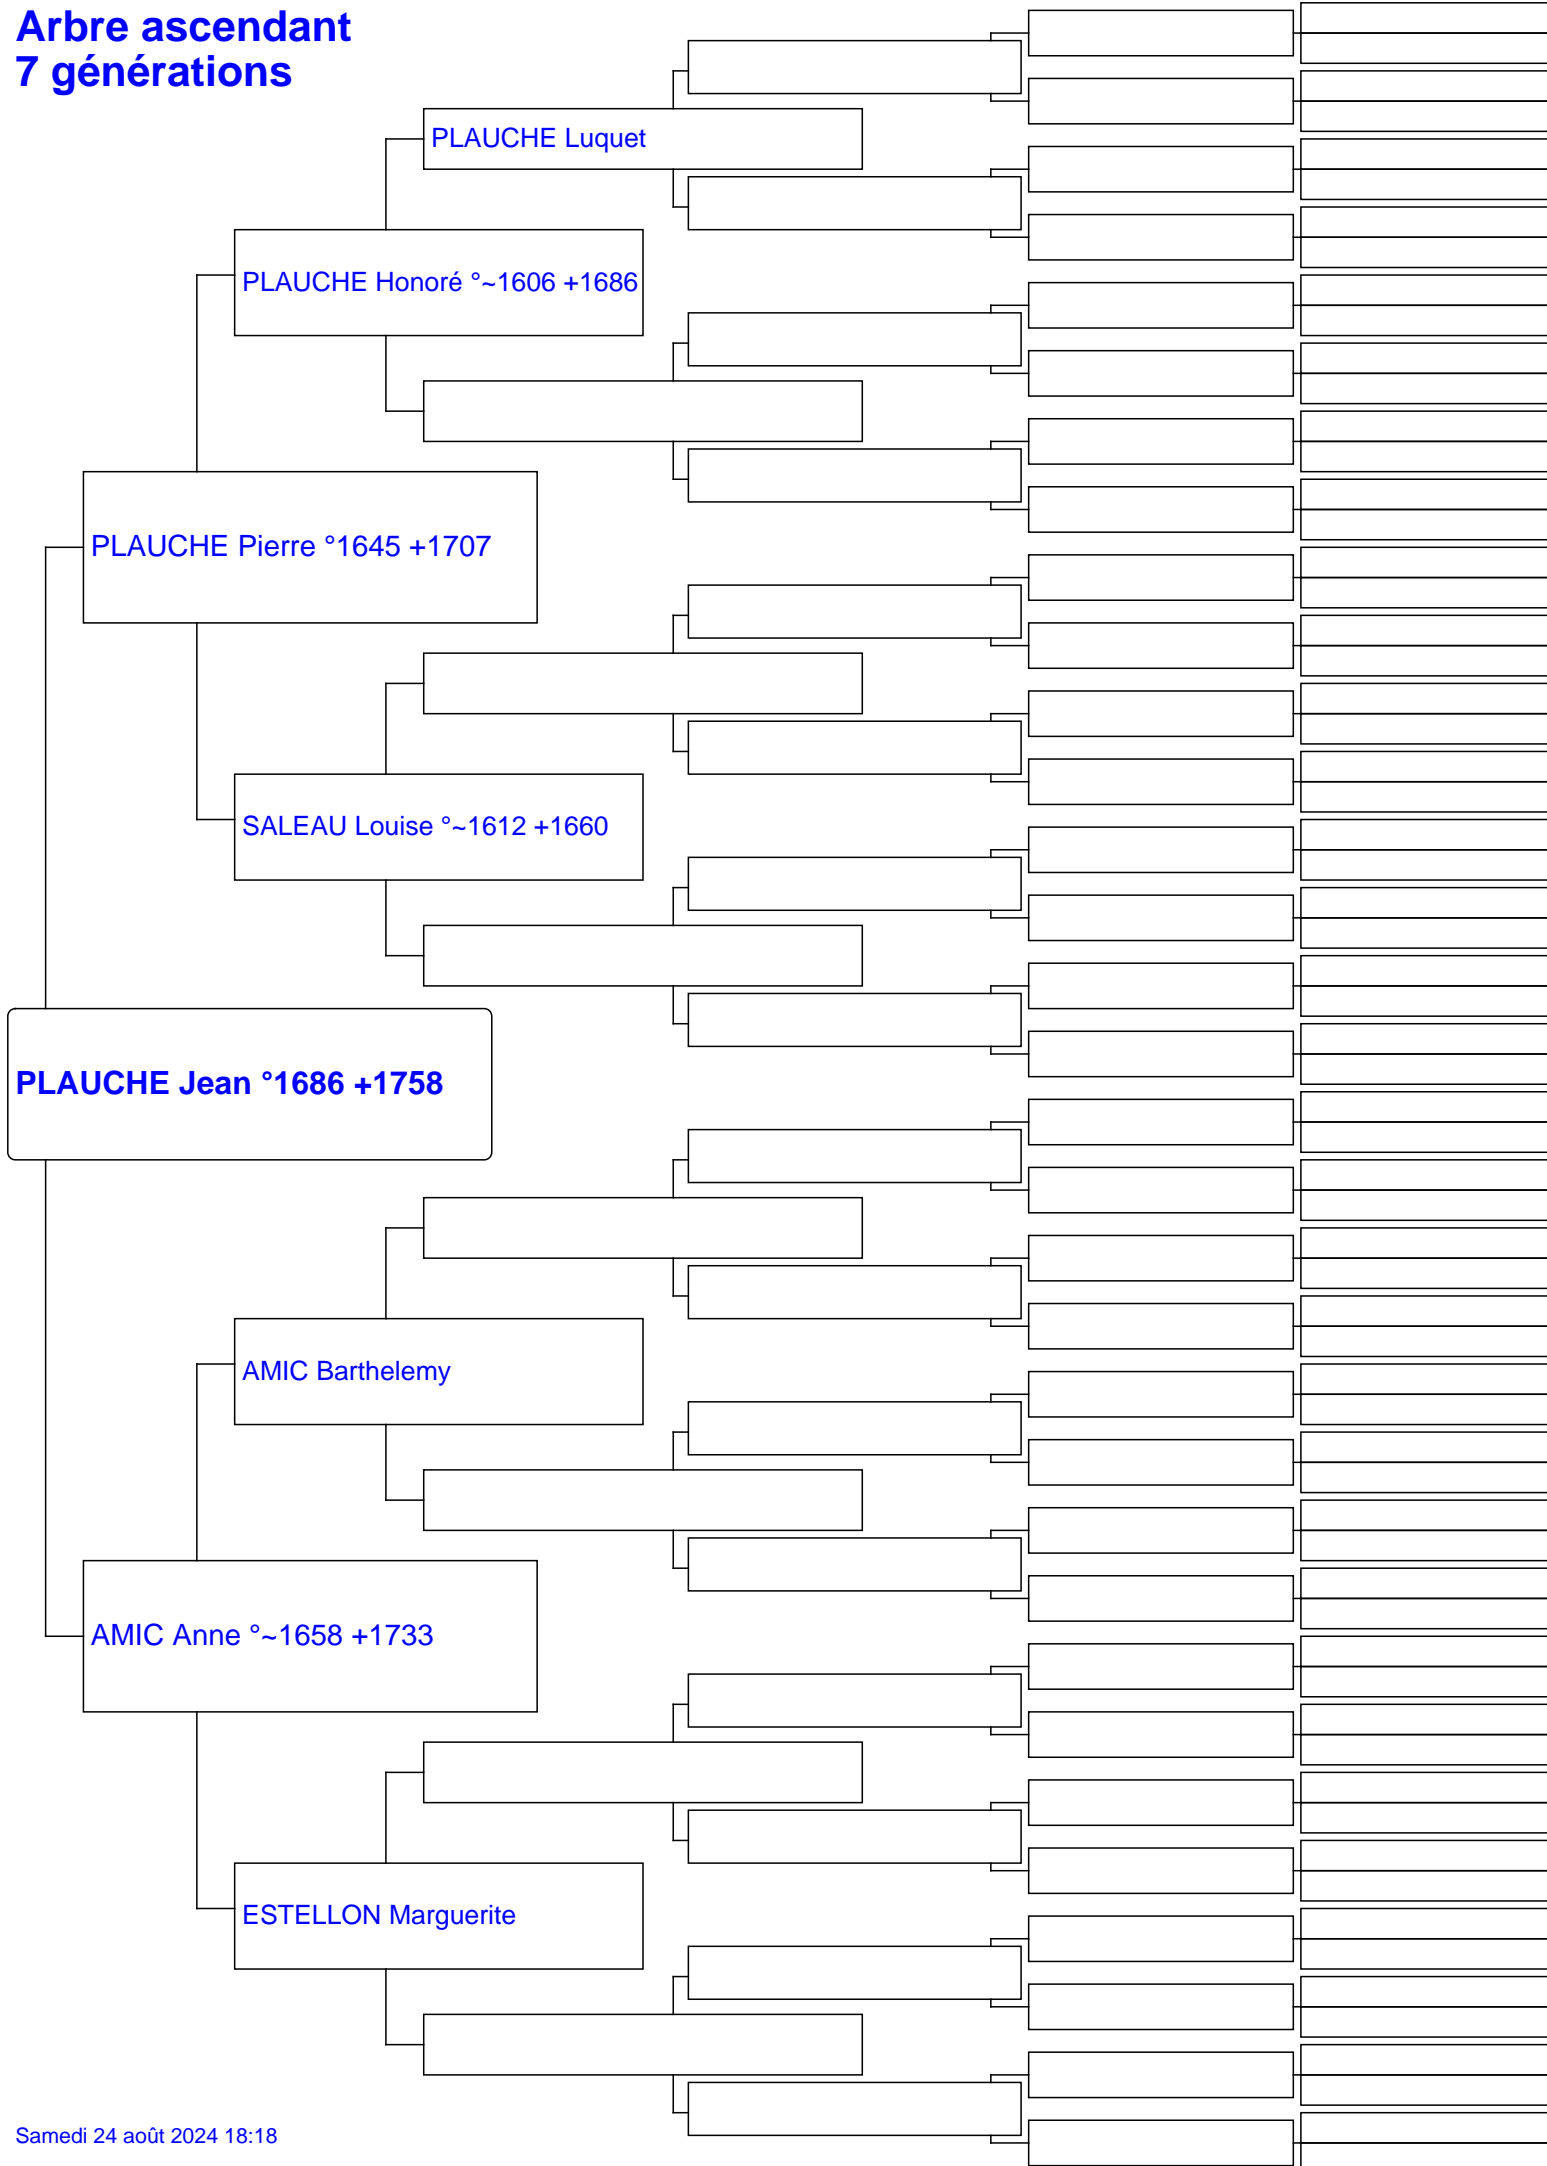 Arbre ascendant
7 générations
PLAUCHE Luquet
PLAUCHE Honoré °~1606 +1686
PLAUCHE Pierre °1645 +1707
SALEAU Louise °~1612 +1660
PLAUCHE Jean °1686 +1758
AMIC Barthelemy
AMIC Anne °~1658 +1733
ESTELLON Marguerite
Samedi 24 août 2024 18:18